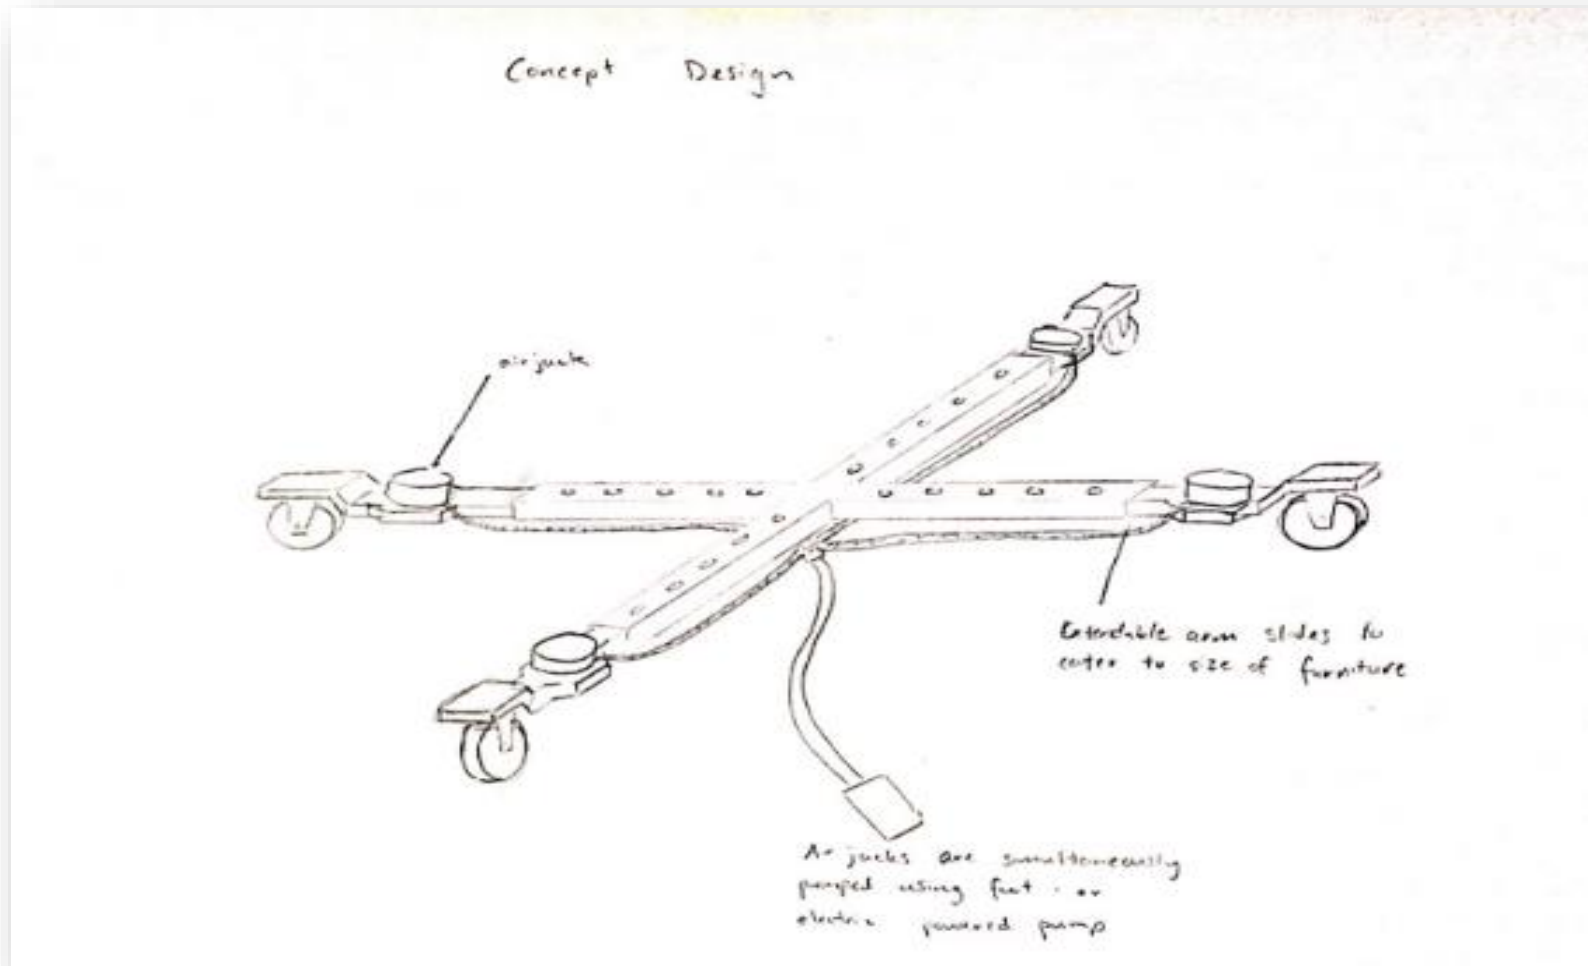 Concept Design
air jack
Extendable arm slides to
cater to size of furniture
Air jacks are simultaneously
pumped using foot - or
electric powered pump